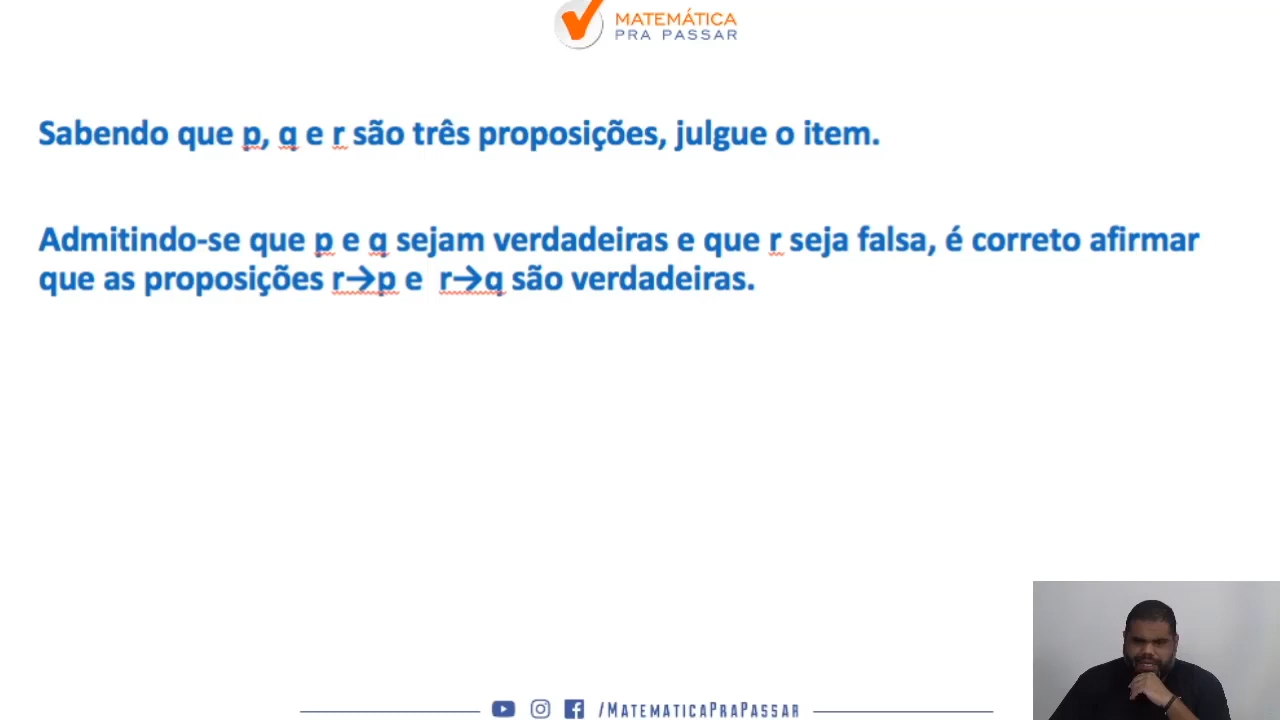 MATEMÁTICA
PRA PASSAR
Sabendo que p, q e r são três proposições, julgue o item.
Admitindo-se que p e q sejam verdadeiras e que r seja falsa, é correto afirmar
que as proposições r→p e r→q são verdadeiras.
/MATEMATICAPRAPASSAR